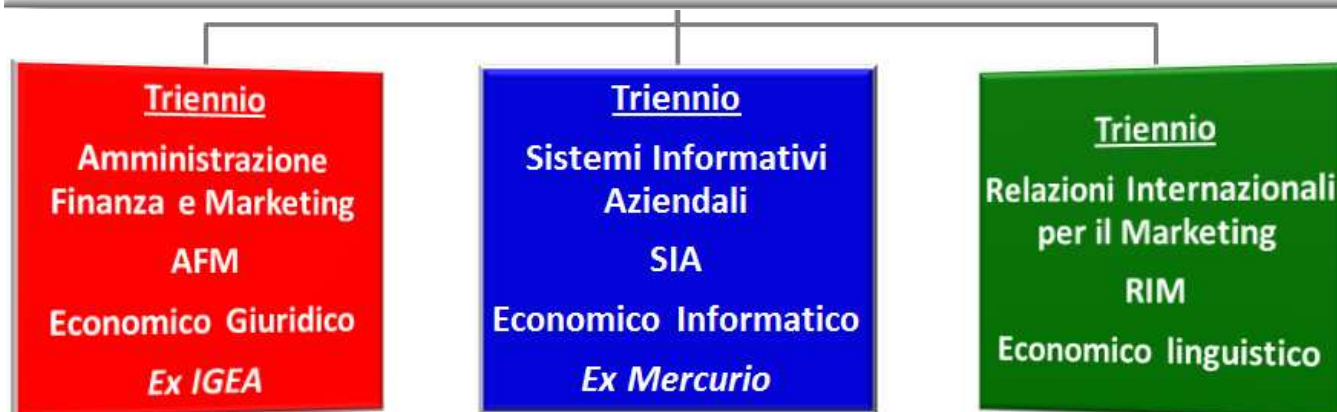 Triennio
Amministrazione
Finanza e Marketing
AFM
Economico Giuridico
Ex IGEA
Triennio
Sistemi Informativi
Aziendali
SIA
Economico Informatico
Ex Mercurio
Triennio
Relazioni Internazionali
per il Marketing
RIM
Economico linguistico